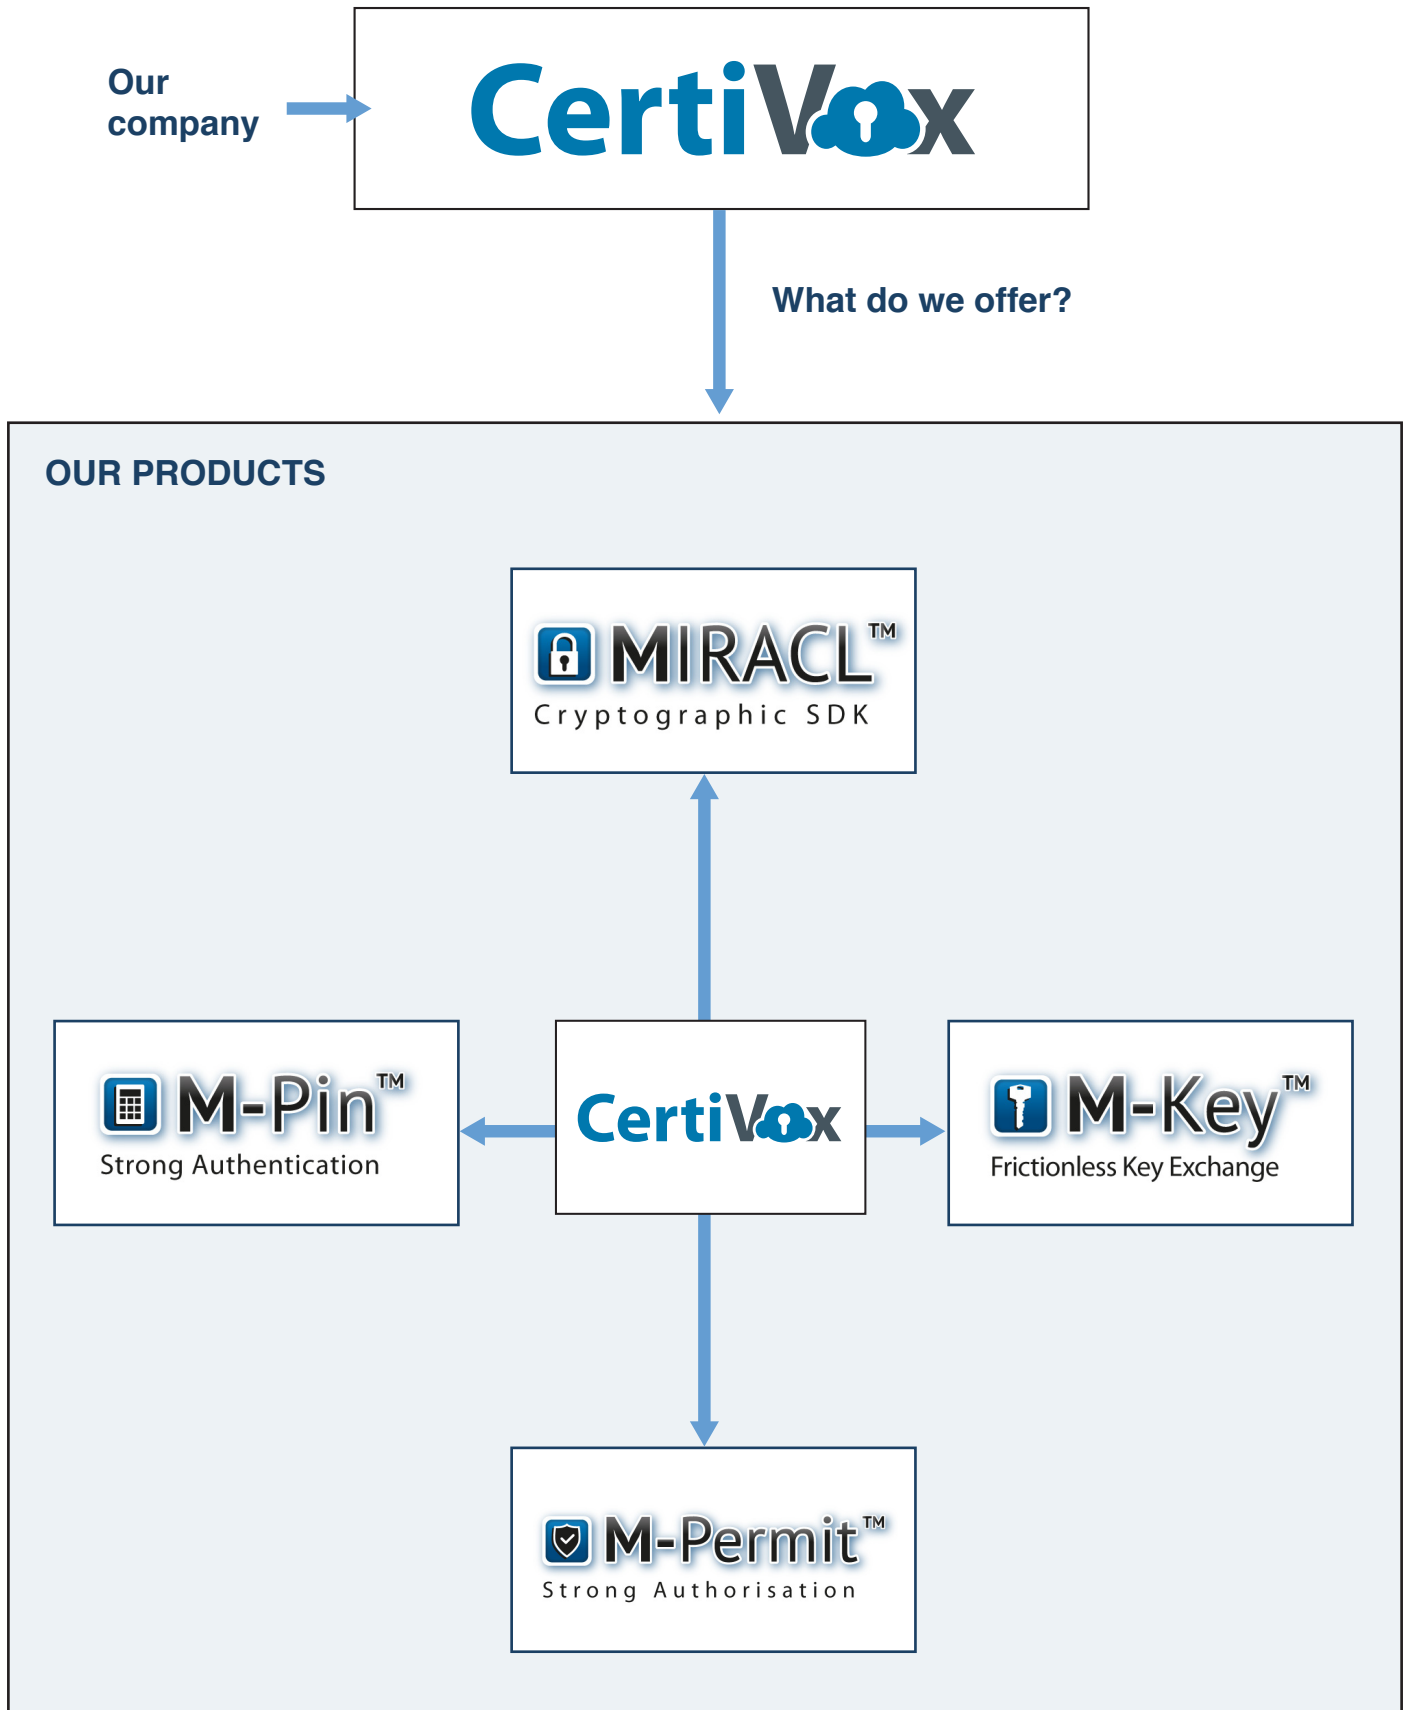 Our
company
CertiVox
What do we offer?
OUR PRODUCTS
MIRACL™
Cryptographic SDK
M-Pin™
Strong Authentication
CertiVox
M-Key™
Frictionless Key Exchange
M-Permit™
Strong Authorisation